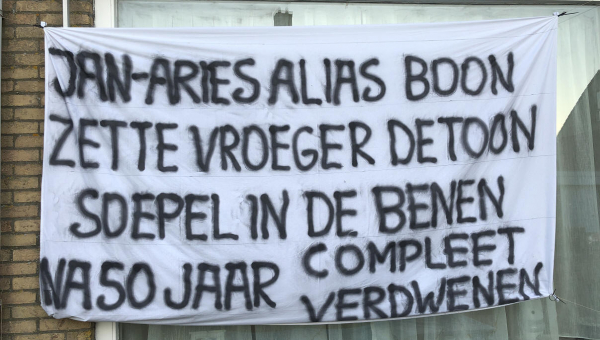 JAN-ARIES ALIAS BOON
ZETTE VROEGER DE TOON
SOEPEL IN DE BENEN
NA 50 JAAR COMPLEET
VERDWENEN